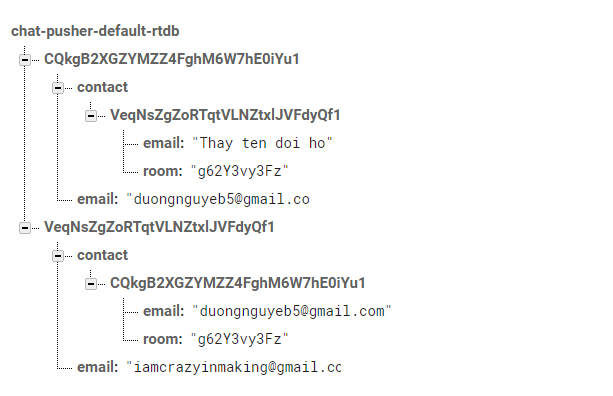 chat-pusher-default-rtdb
CQkgB2XGZYMZZ4FghM6W7hE0iYu1
contact
VeqNsZgZoRTqtVLNZtxlJVFdyQf1
email: "Thay ten doi ho"
room: "g62Y3vy3Fz"
email: "duongnguyeb5@gmail.co
VeqNsZgZoRTqtVLNZtxlJVFdyQf1
contact
CQkgB2XGZYMZZ4FghM6W7hE0iYu1
email: "duongnguyeb5@gmail.com"
room: "g62Y3vy3Fz"
email: "iamcrazyinmaking@gmail.cc